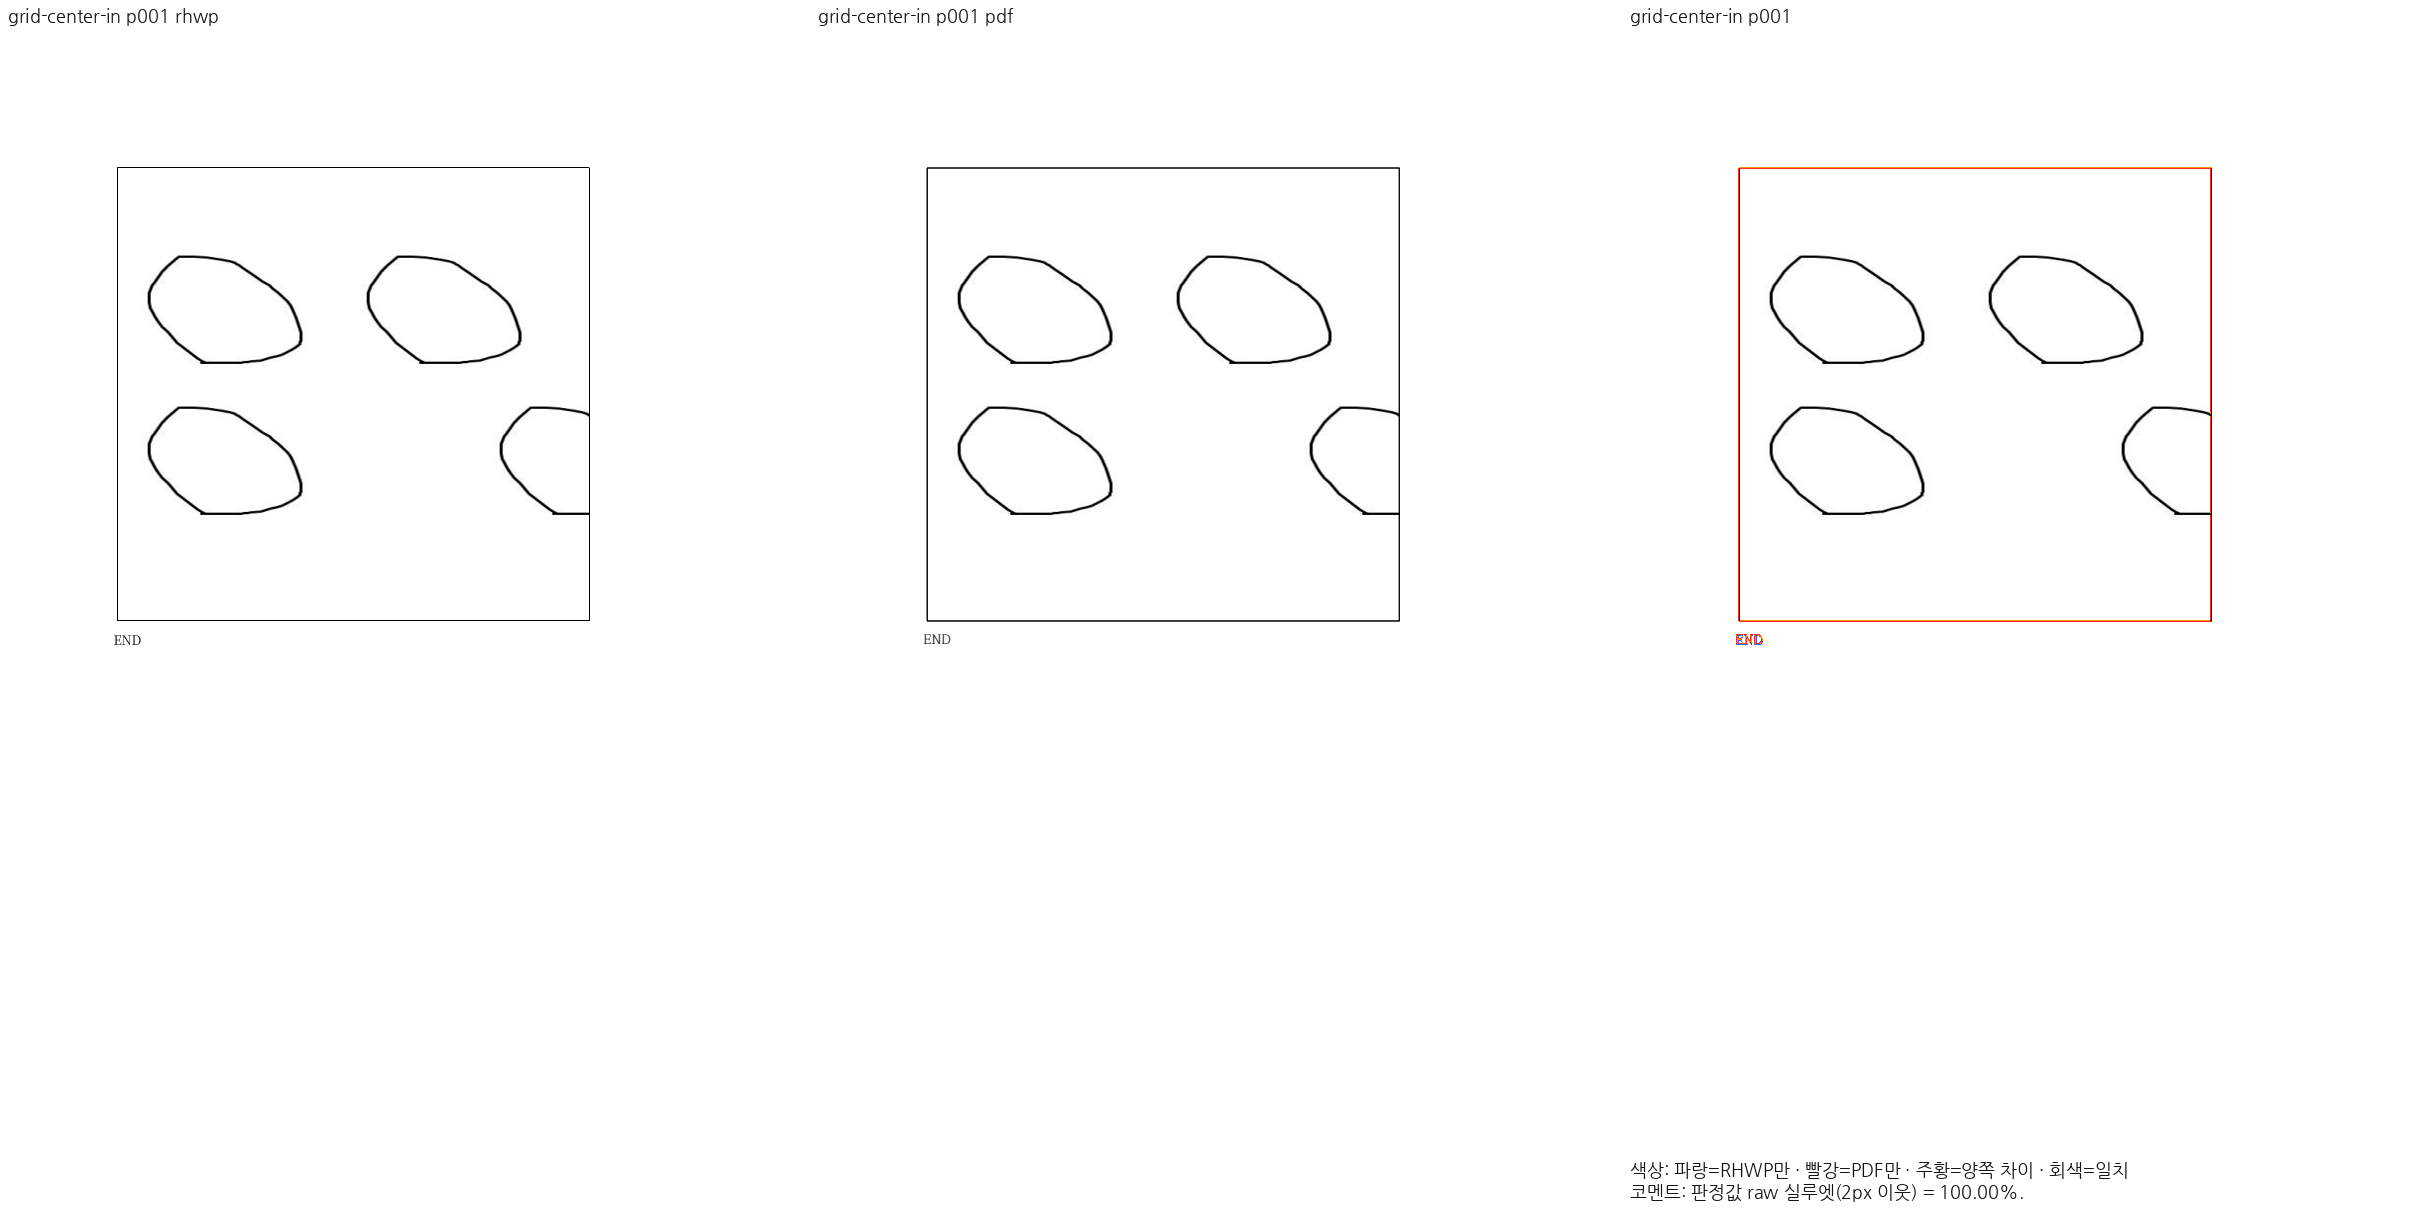 grid-center-in p001 rhwp
grid-center-in p001 pdf
grid-center-in p001
END
END
END
색상: 파랑=RHWP만 · 빨강=PDF만 · 주황=양쪽 차이 · 회색=일치
코멘트: 판정값 raw 실루엣(2px 이웃) = 100.00%.